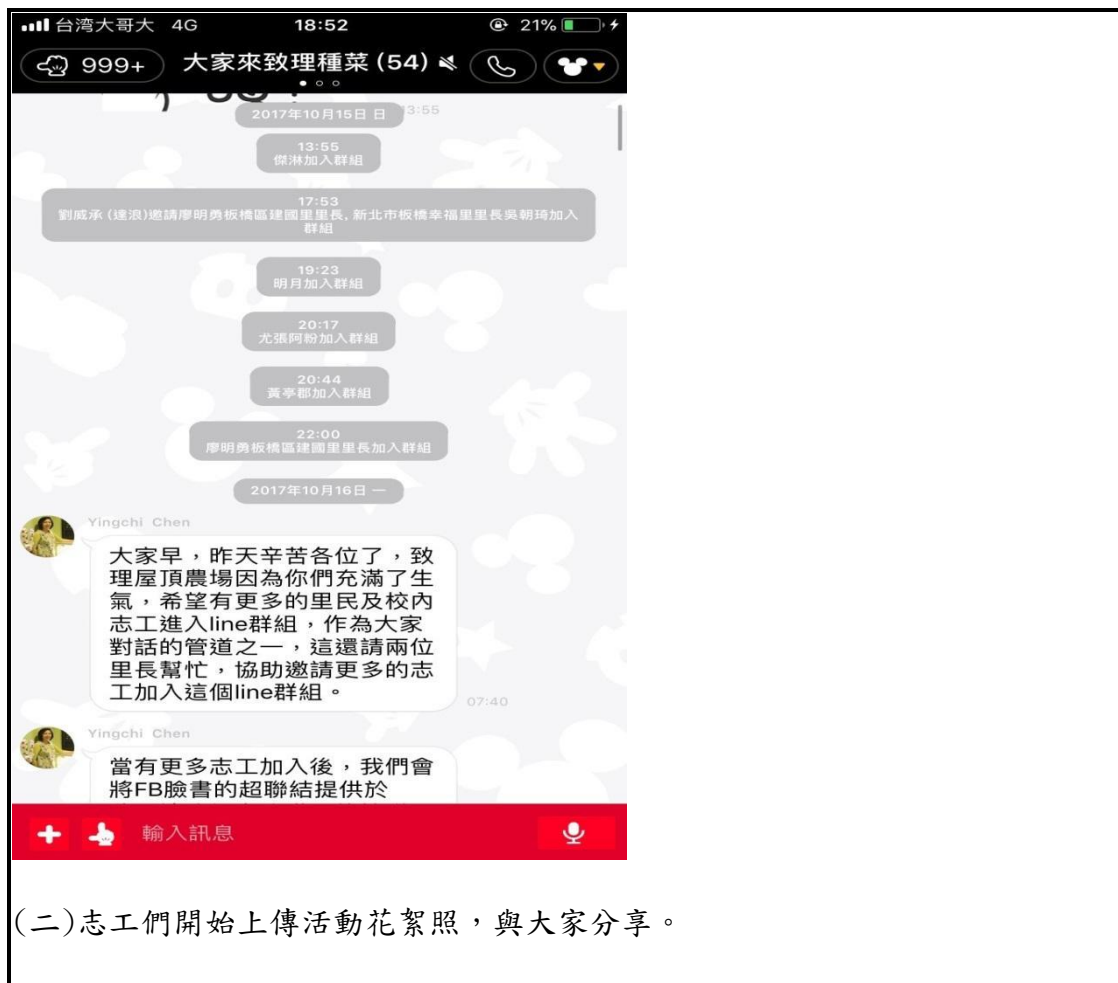 台湾大哥大 4G 18:52 21%
999+ 大家來致理種菜 (54)
2017年10月15日 日 13:55
13:55
傑淋加入群組
17:53
劉威承 (達浪)邀請廖明勇板橋區建國里里長, 新北市板橋幸福里里長吳朝琦加入
群組
19:23
明月加入群組
20:17
尤張阿粉加入群組
20:44
黃亭郡加入群組
22:00
廖明勇板橋區建國里里長加入群組
2017年10月16日 一
Yingchi Chen
大家早，昨天辛苦各位了，致
理屋頂農場因為你們充滿了生
氣，希望有更多的里民及校內
志工進入line群組，作為大家
對話的管道之一，這還請兩位
里長幫忙，協助邀請更多的志
工加入這個line群組。
07:40
Yingchi Chen
當有更多志工加入後，我們會
將FB臉書的超聯結提供於
輸入訊息
(二)志工們開始上傳活動花絮照，與大家分享。